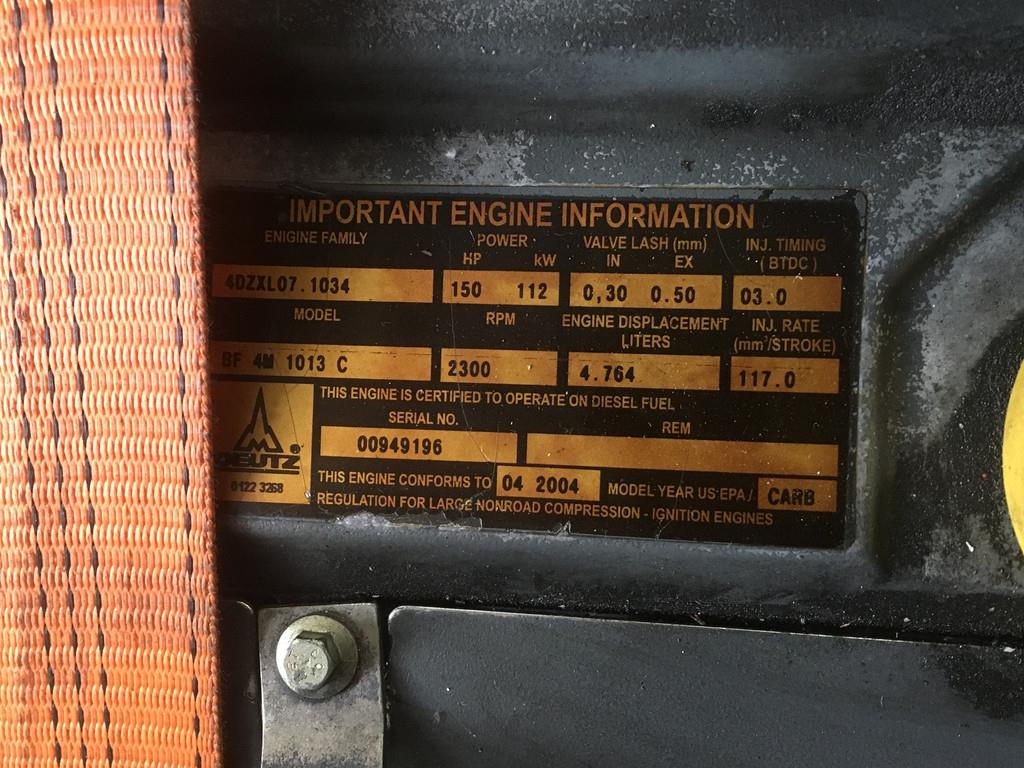 IMPORTANT ENGINE INFORMATION
ENIGINE FAMILY POWER VALVE LASH (mm) INJ. TIMING
HP kW IN EX (BTDC)
4DZXL07.1034 150 112 0,30 0.50 03.0
MODEL RPM ENGINE DISPLACEMENT INJ. RATE
LITERS (mm³/STROKE)
BF 4M 1013 C 2300 4.764 117.0
THIS ENGINE IS CERTIFIED TO OPERATE ON DIESEL FUEL
SERIAL NO. REM
00949196
DEUTZ ®
0122 3268
THIS ENGINE CONFORMS TO 04 2004 MODEL YEAR US EPA / CARB
REGULATION FOR LARGE NONROAD COMPRESSION - IGNITION ENGINES